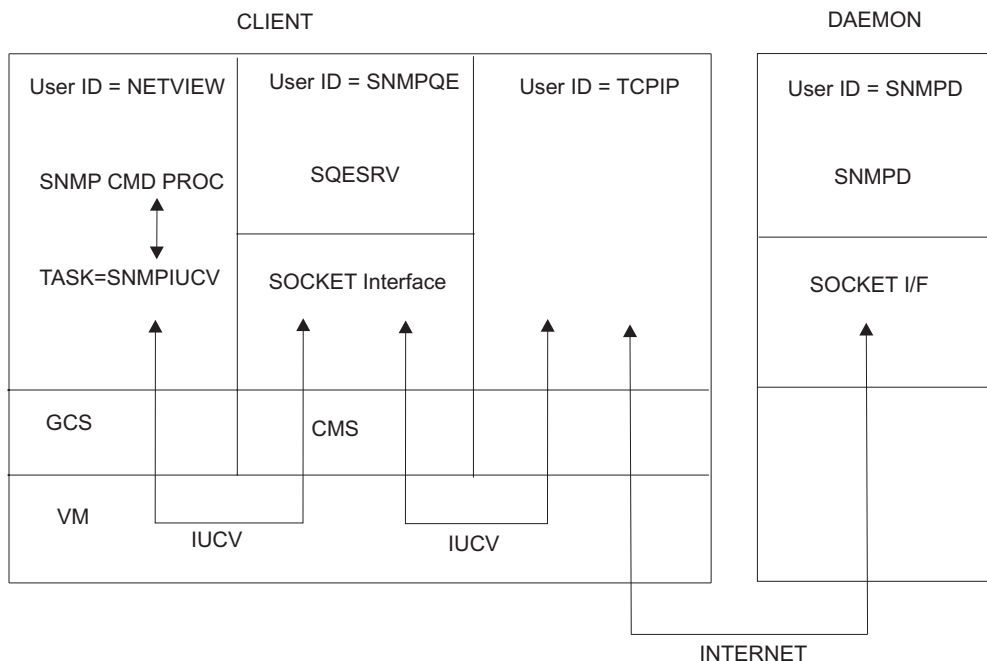 CLIENT
DAEMON
User ID = NETVIEW
User ID = SNMPQE
User ID = TCPIP
User ID = SNMPD
SNMP CMD PROC
SQESRV
SNMPD
TASK=SNMPIUCV
SOCKET Interface
SOCKET I/F
GCS
CMS
VM
IUCV
IUCV
INTERNET